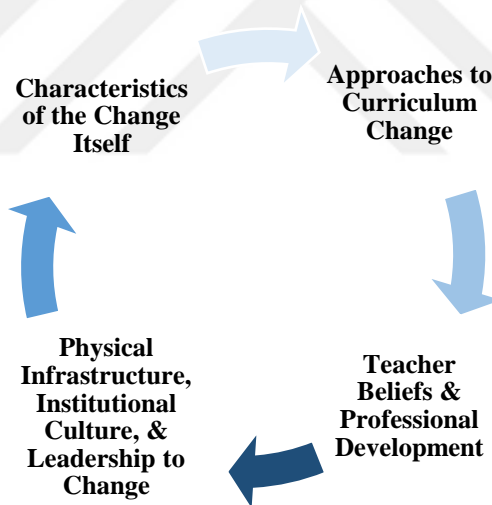 Characteristics
of the Change
Itself
Approaches to
Curriculum
Change
Teacher
Beliefs &
Professional
Development
Physical
Infrastructure,
Institutional
Culture, &
Leadership to
Change